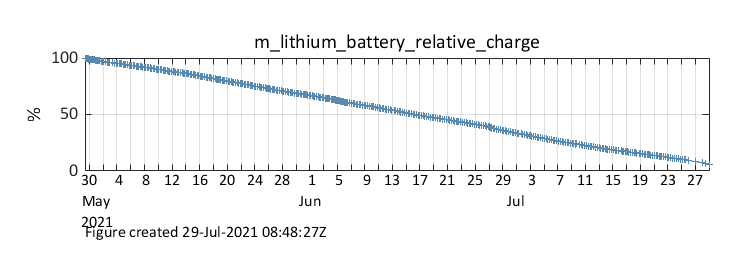 m_lithium_battery_relative_charge
100
50
0
%
30 4 8 12 16 20 24 28 1 5 9 13 17 21 25 29 3 7 11 15 19 23 27
May Jun Jul
2021
Figure created 29-Jul-2021 08:48:27Z